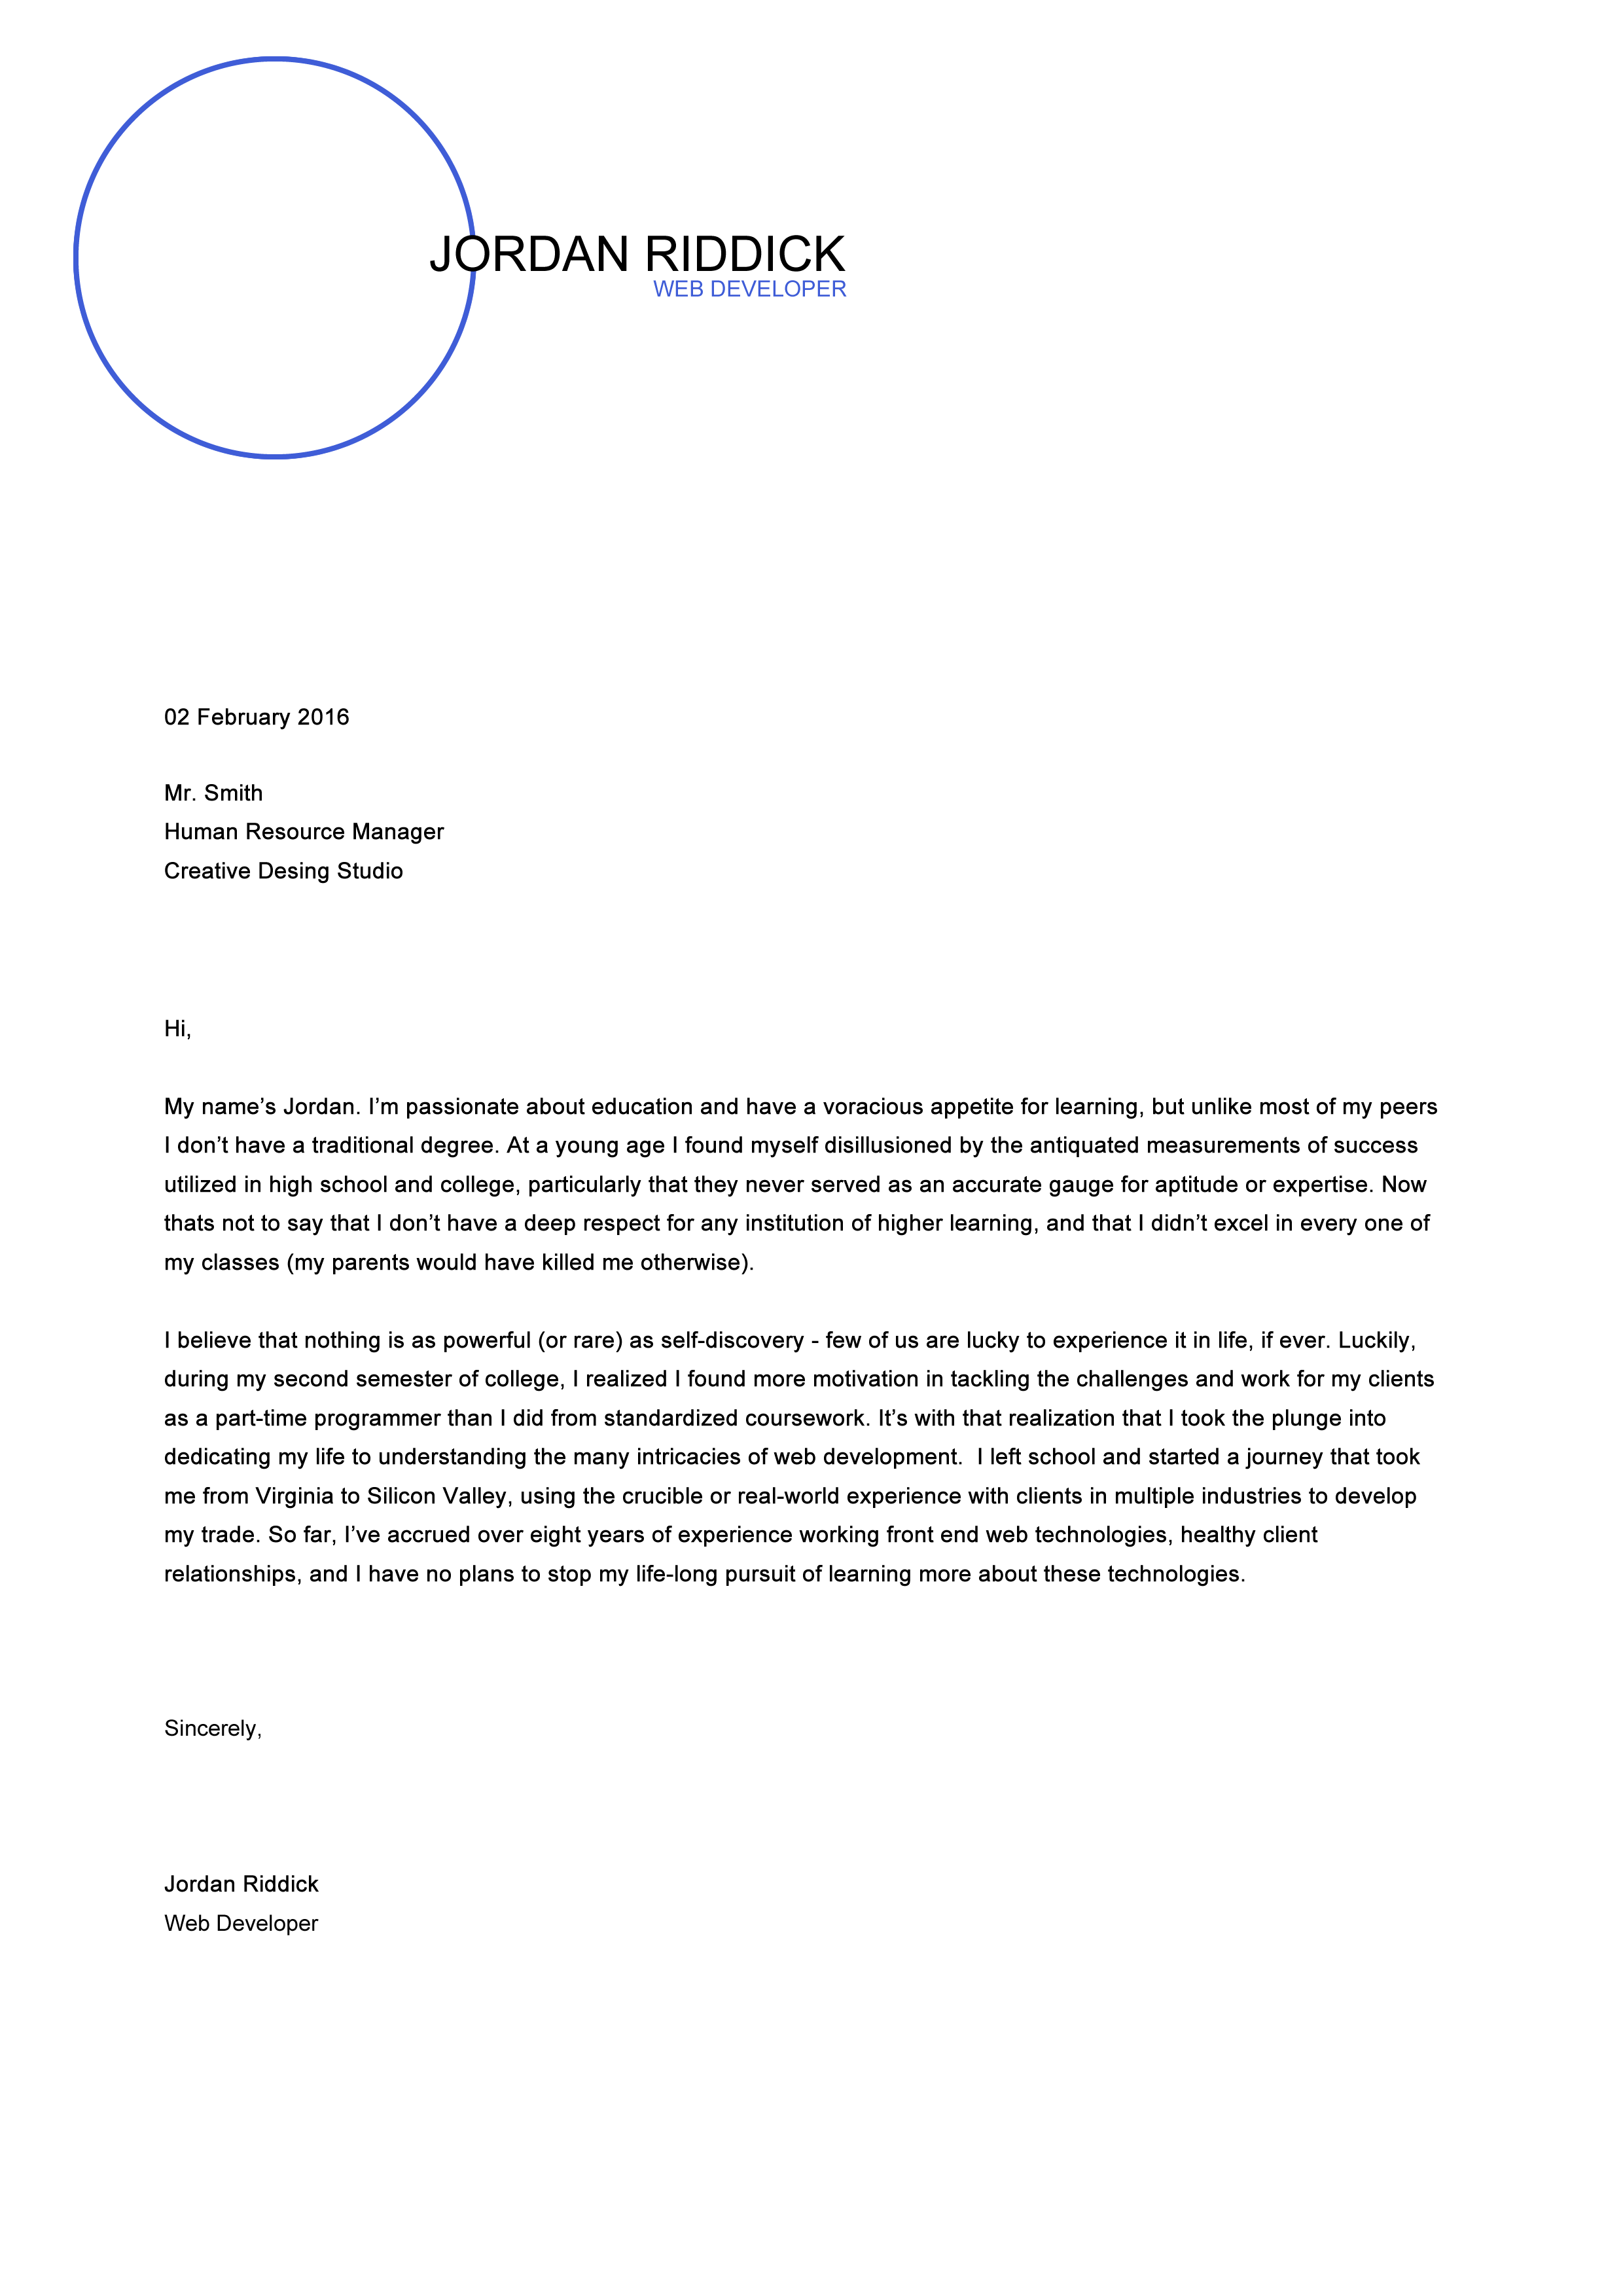 JORDAN RIDDICK
WEB DEVELOPER
02 February 2016
Mr. Smith
Human Resource Manager
Creative Desing Studio
Hi,
My name’s Jordan. I’m passionate about education and have a voracious appetite for learning, but unlike most of my peers
I don’t have a traditional degree. At a young age I found myself disillusioned by the antiquated measurements of success
utilized in high school and college, particularly that they never served as an accurate gauge for aptitude or expertise. Now
thats not to say that I don’t have a deep respect for any institution of higher learning, and that I didn’t excel in every one of
my classes (my parents would have killed me otherwise).
I believe that nothing is as powerful (or rare) as self-discovery - few of us are lucky to experience it in life, if ever. Luckily,
during my second semester of college, I realized I found more motivation in tackling the challenges and work for my clients
as a part-time programmer than I did from standardized coursework. It’s with that realization that I took the plunge into
dedicating my life to understanding the many intricacies of web development.  I left school and started a journey that took
me from Virginia to Silicon Valley, using the crucible or real-world experience with clients in multiple industries to develop
my trade. So far, I’ve accrued over eight years of experience working front end web technologies, healthy client
relationships, and I have no plans to stop my life-long pursuit of learning more about these technologies.
Sincerely,
Jordan Riddick
Web Developer